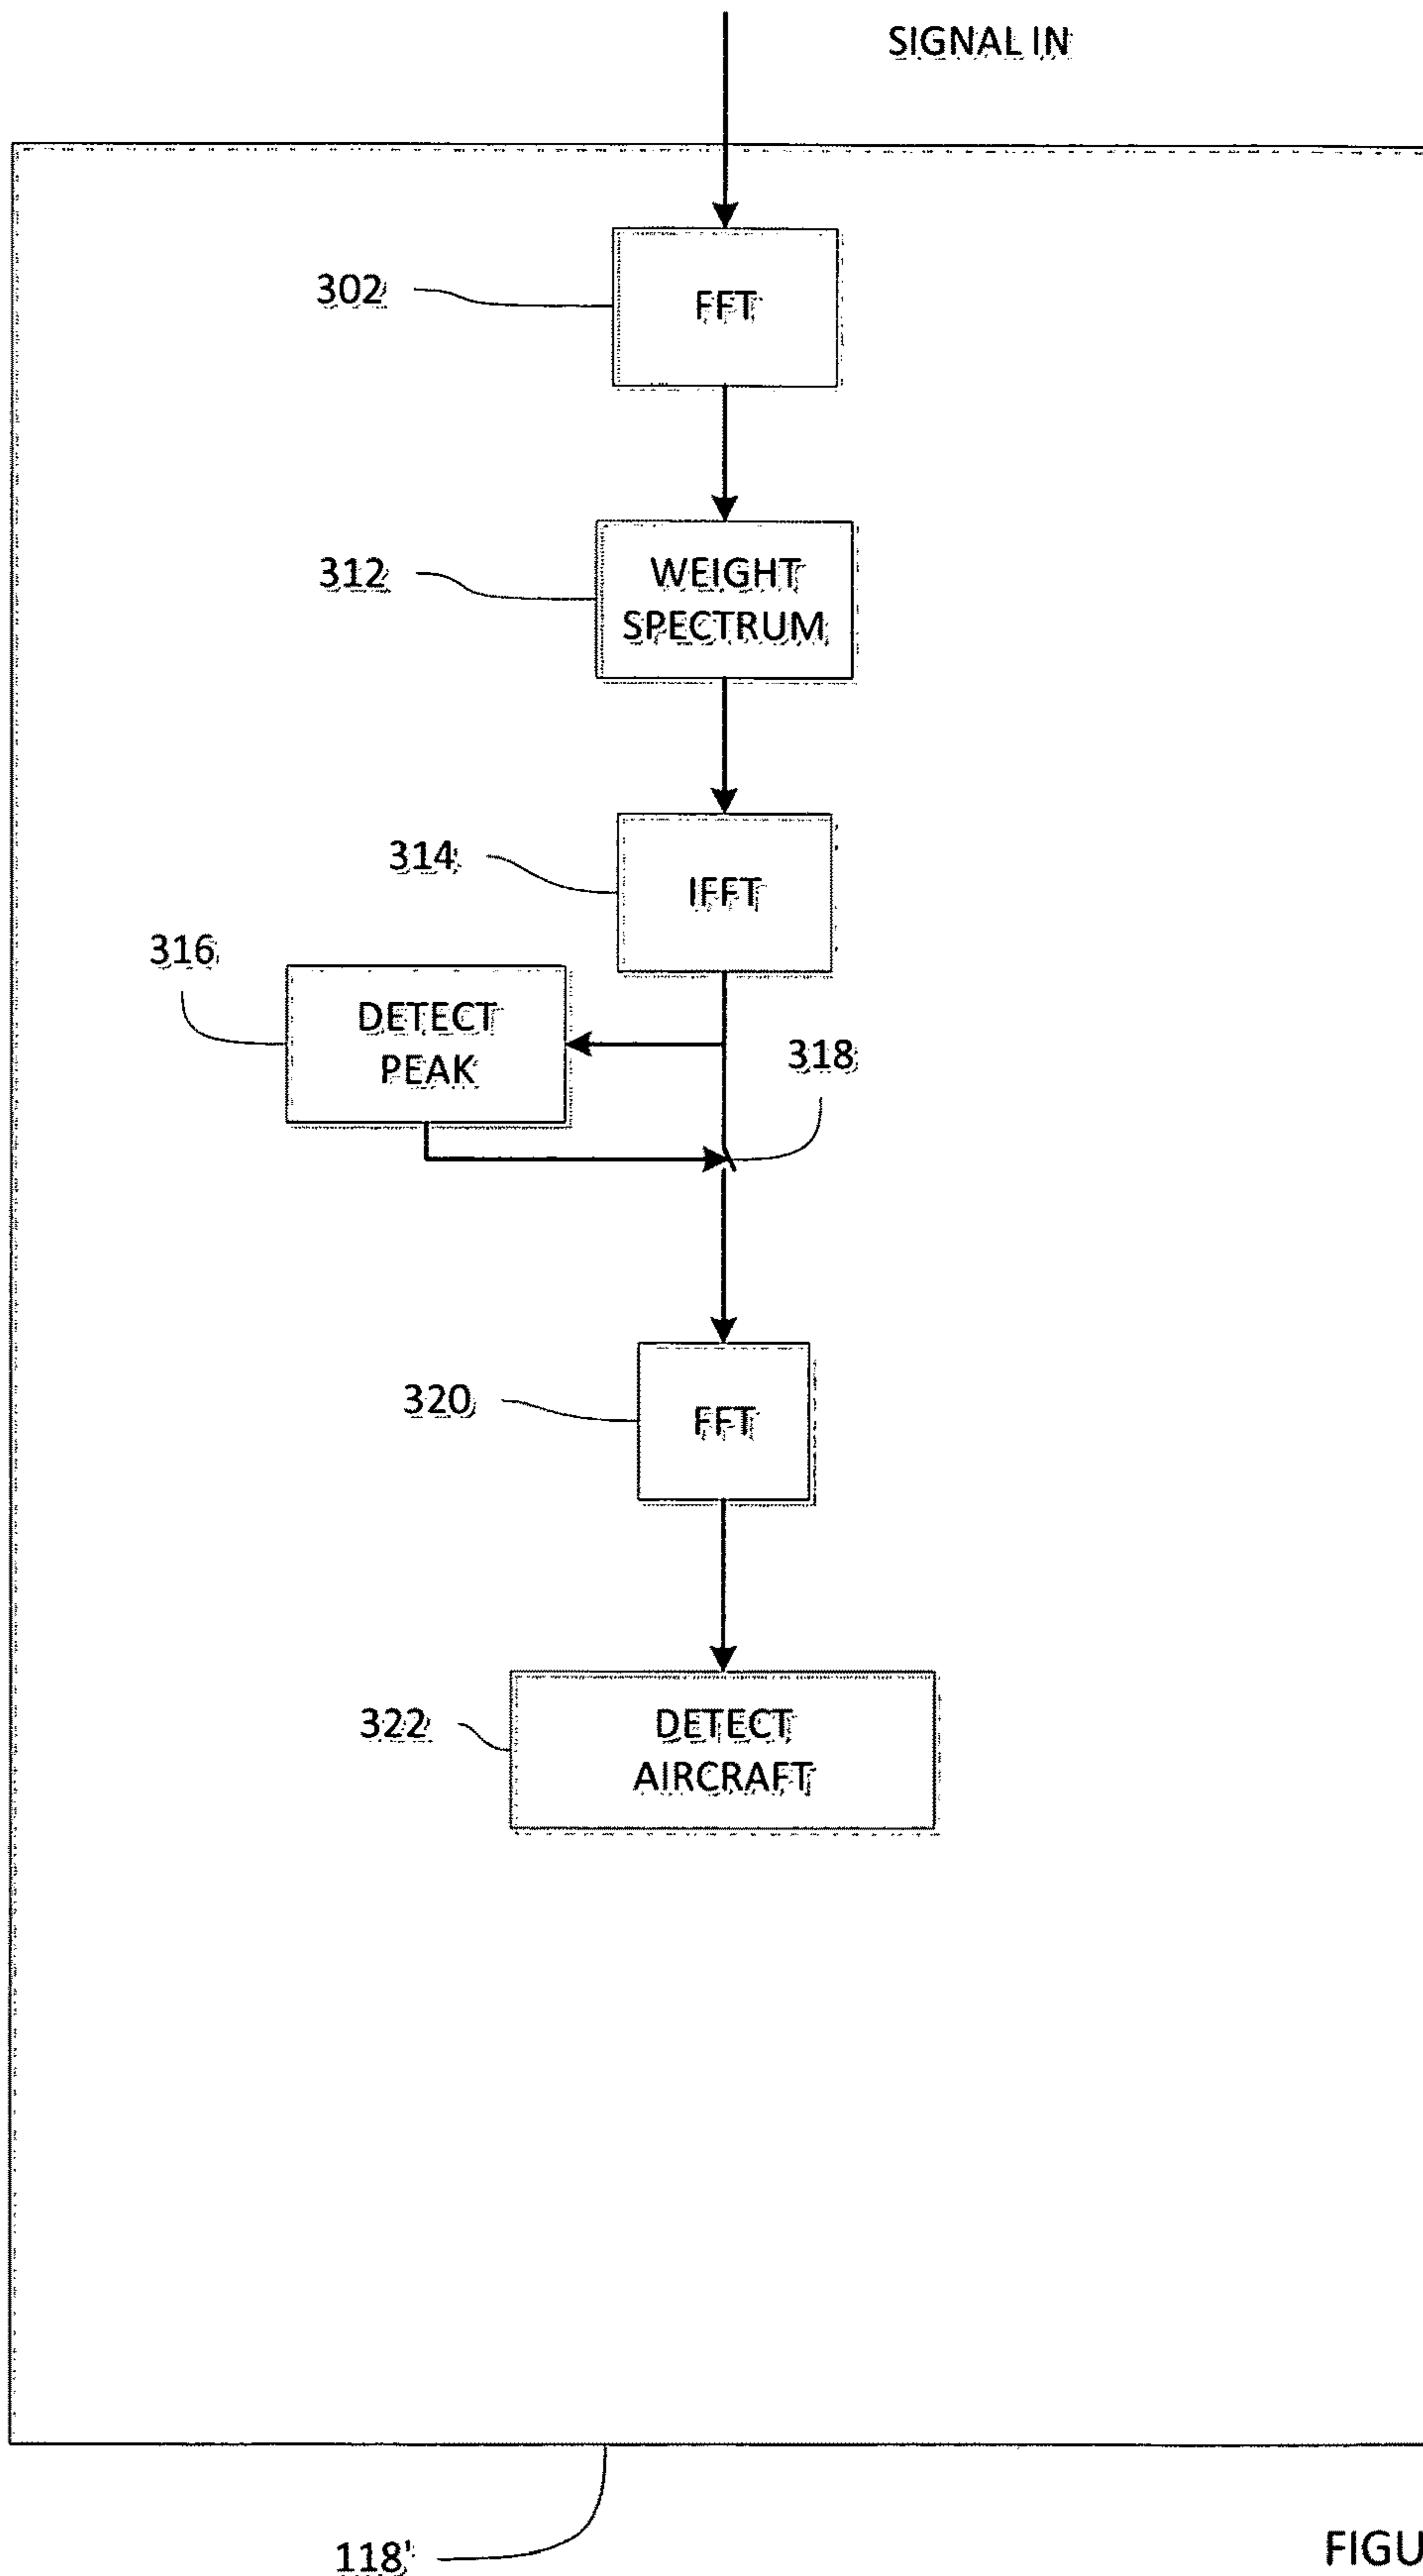 SIGNAL IN
302
FFT
312
WEIGHT
SPECTRUM
314
IFFT
316
DETECT
PEAK
318
320
FFT
322
DETECT
AIRCRAFT
118'
FIGU